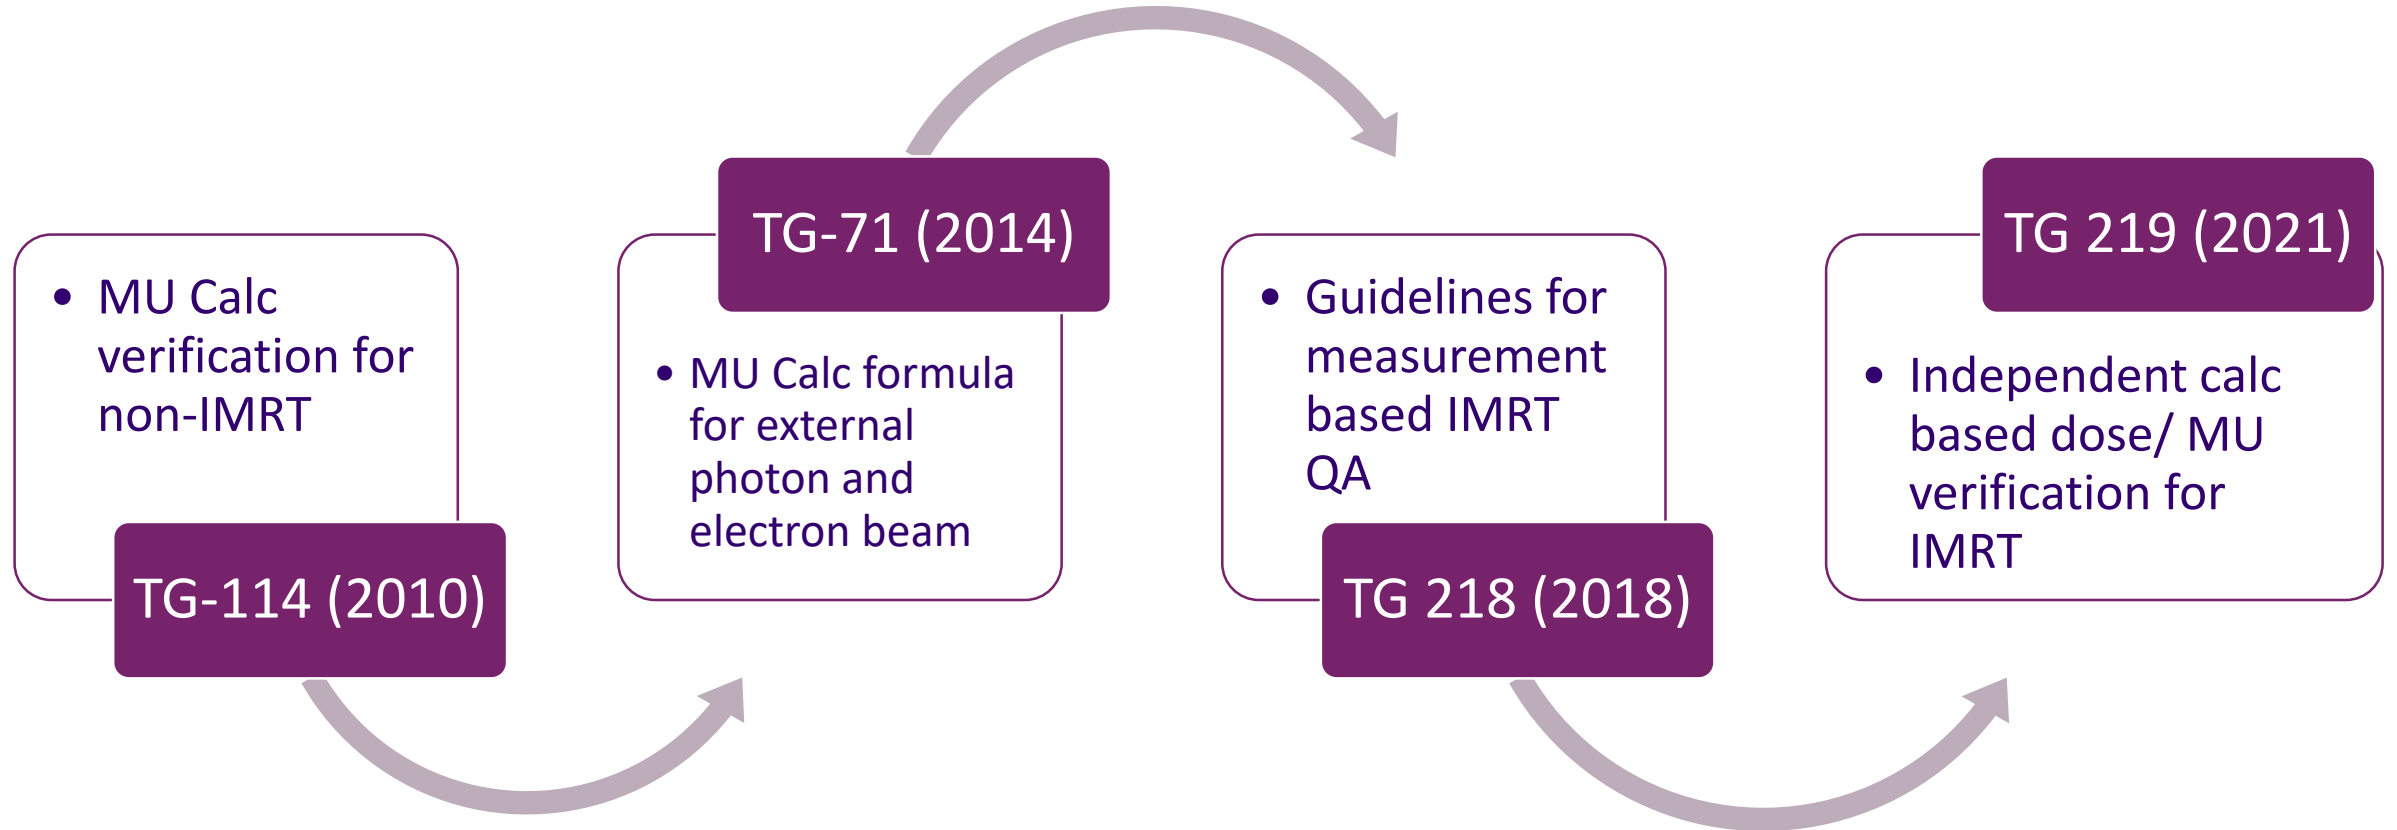 • MU Calc
verification for
non-IMRT
TG-114 (2010)
TG-71 (2014)
• MU Calc formula
for external
photon and
electron beam
• Guidelines for
measurement
based IMRT
QA
TG 218 (2018)
TG 219 (2021)
• Independent calc
based dose/ MU
verification for
IMRT